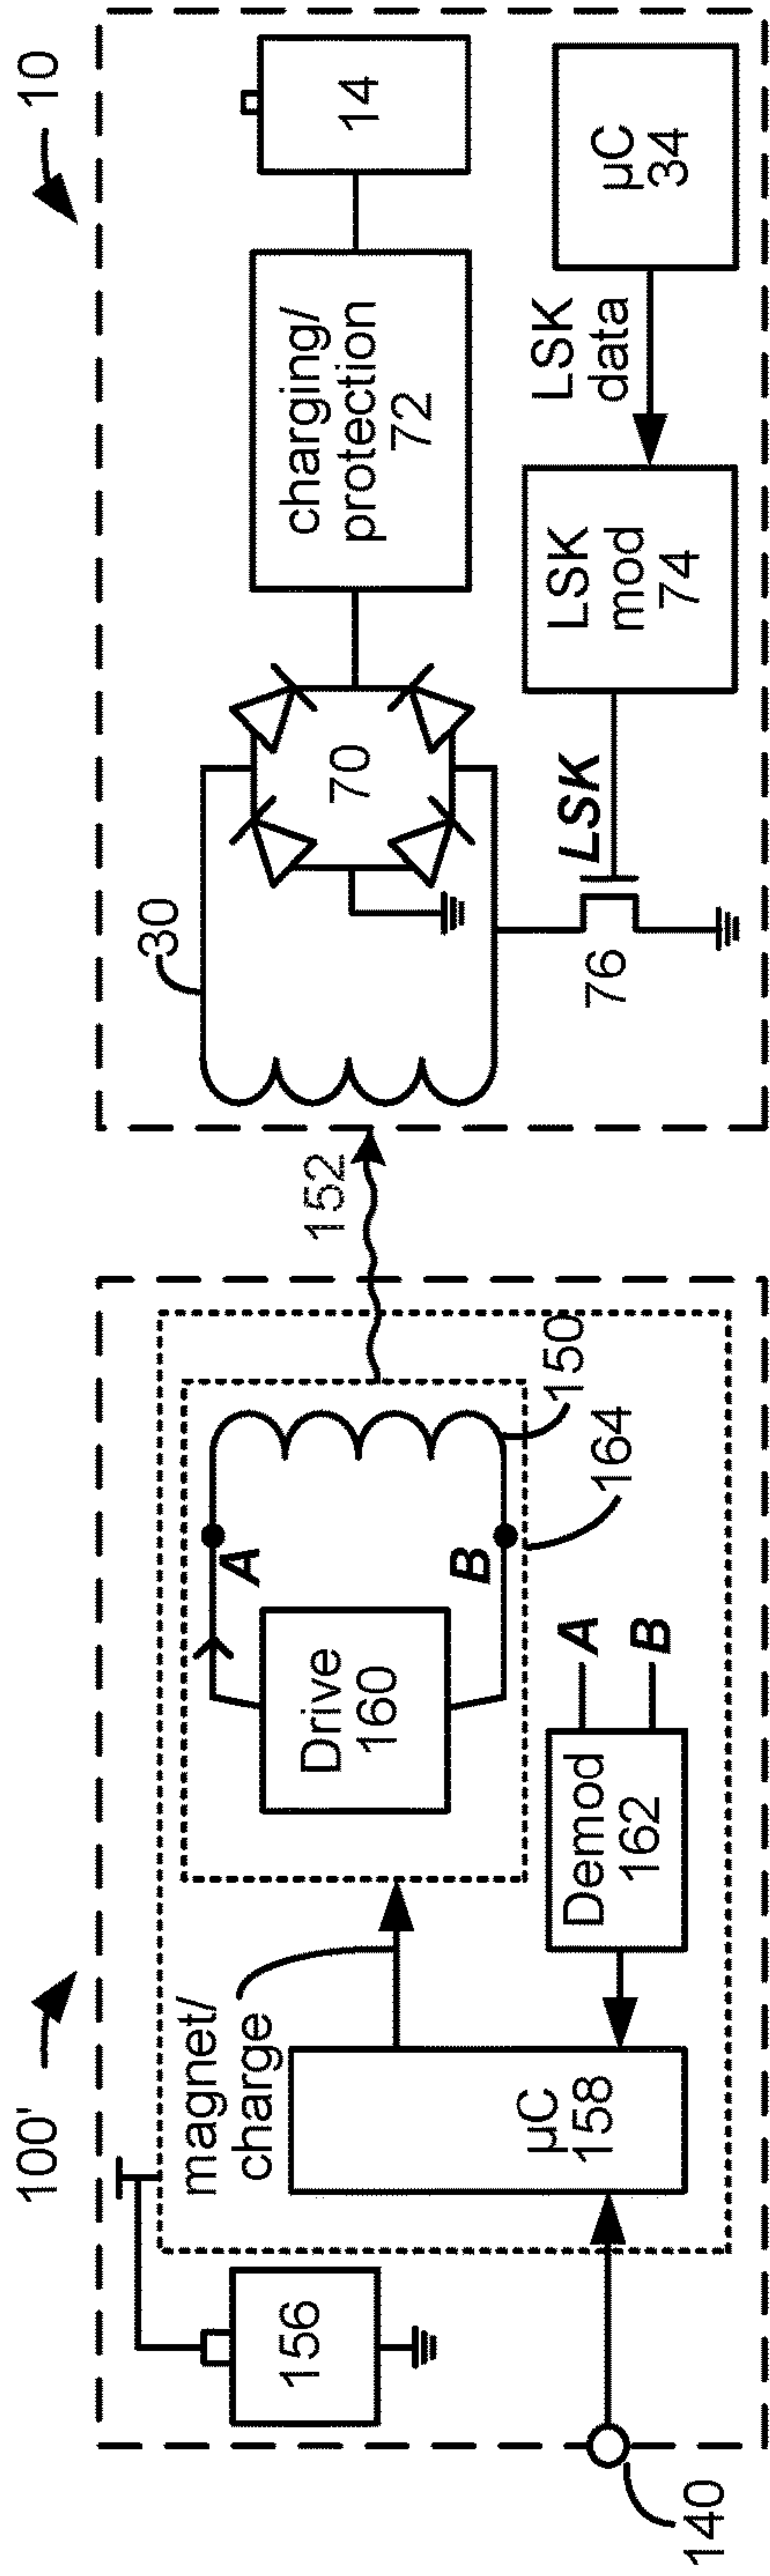 100'
10
156
140
magnet/
charge
µC
158
Drive
160
A
B
Demod
162
A
B
150
164
152
30
70
charging/
protection
72
14
76
LSK
LSK
mod
74
LSK
data
µC
34